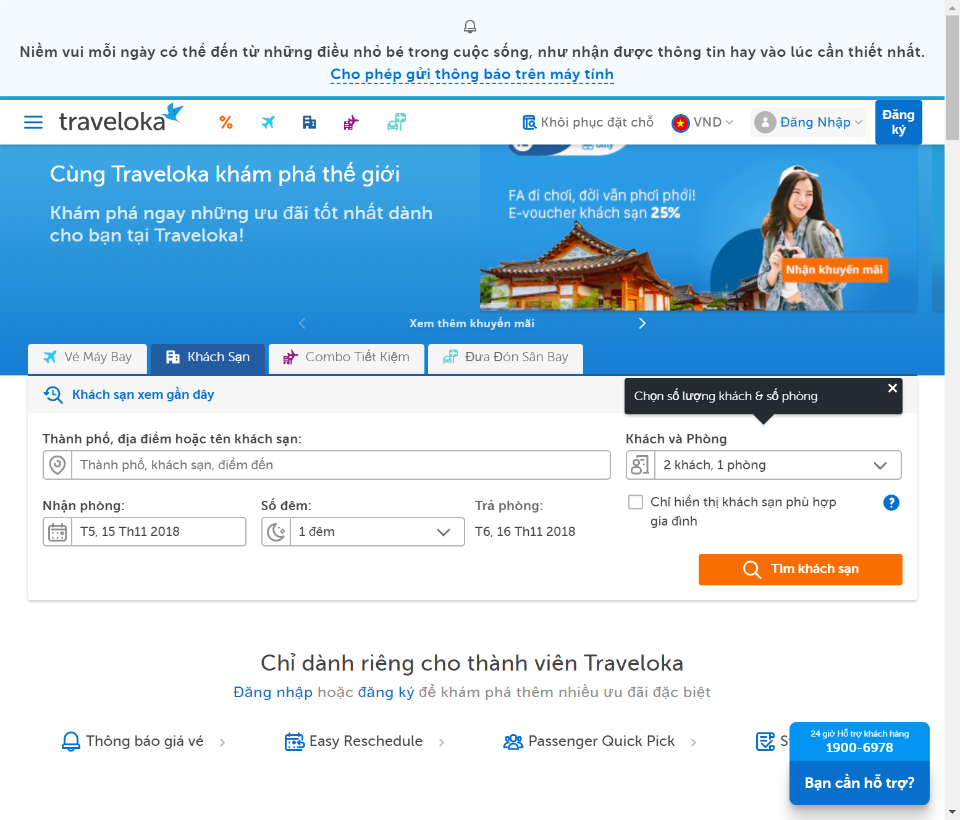 Niềm vui mỗi ngày có thể đến từ những điều nhỏ bé trong cuộc sống, như nhận được thông tin hay vào lúc cần thiết nhất.
Cho phép gửi thông báo trên máy tính
traveloka
Khôi phục đặt chỗ
VND
Đăng Nhập
Đăng
ký
Cùng Traveloka khám phá thế giới
Khám phá ngay những ưu đãi tốt nhất dành
cho bạn tại Traveloka!
FA đi chơi, đời vẫn phơi phới!
E-voucher khách sạn 25%
Nhận khuyến mãi
Xem thêm khuyến mãi
Vé Máy Bay
Khách Sạn
Combo Tiết Kiệm
Đưa Đón Sân Bay
Khách sạn xem gần đây
Chọn số lượng khách & số phòng
Thành phố, địa điểm hoặc tên khách sạn:
Khách và Phòng
Thành phố, khách sạn, điểm đến
2 khách, 1 phòng
Nhận phòng:
Số đêm:
Trả phòng:
Chỉ hiển thị khách sạn phù hợp
gia đình
T5, 15 Th11 2018
1 đêm
T6, 16 Th11 2018
Tìm khách sạn
Chỉ dành riêng cho thành viên Traveloka
Đăng nhập hoặc đăng ký để khám phá thêm nhiều ưu đãi đặc biệt
Thông báo giá vé
Easy Reschedule
Passenger Quick Pick
24 giờ Hỗ trợ khách hàng
1900-6978
Bạn cần hỗ trợ?